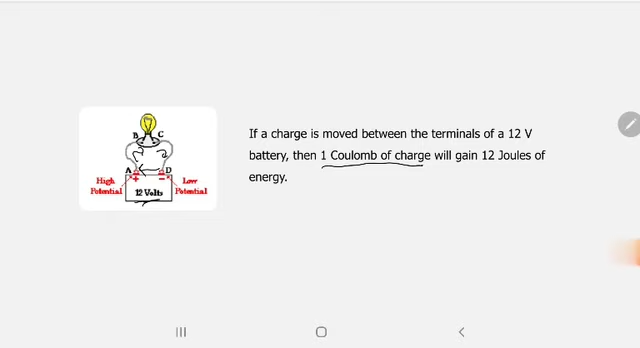 B C
A D
High Low
Potential Potential
+ −
12 Volts
If a charge is moved between the terminals of a 12 V
battery, then 1 Coulomb of charge will gain 12 Joules of
energy.